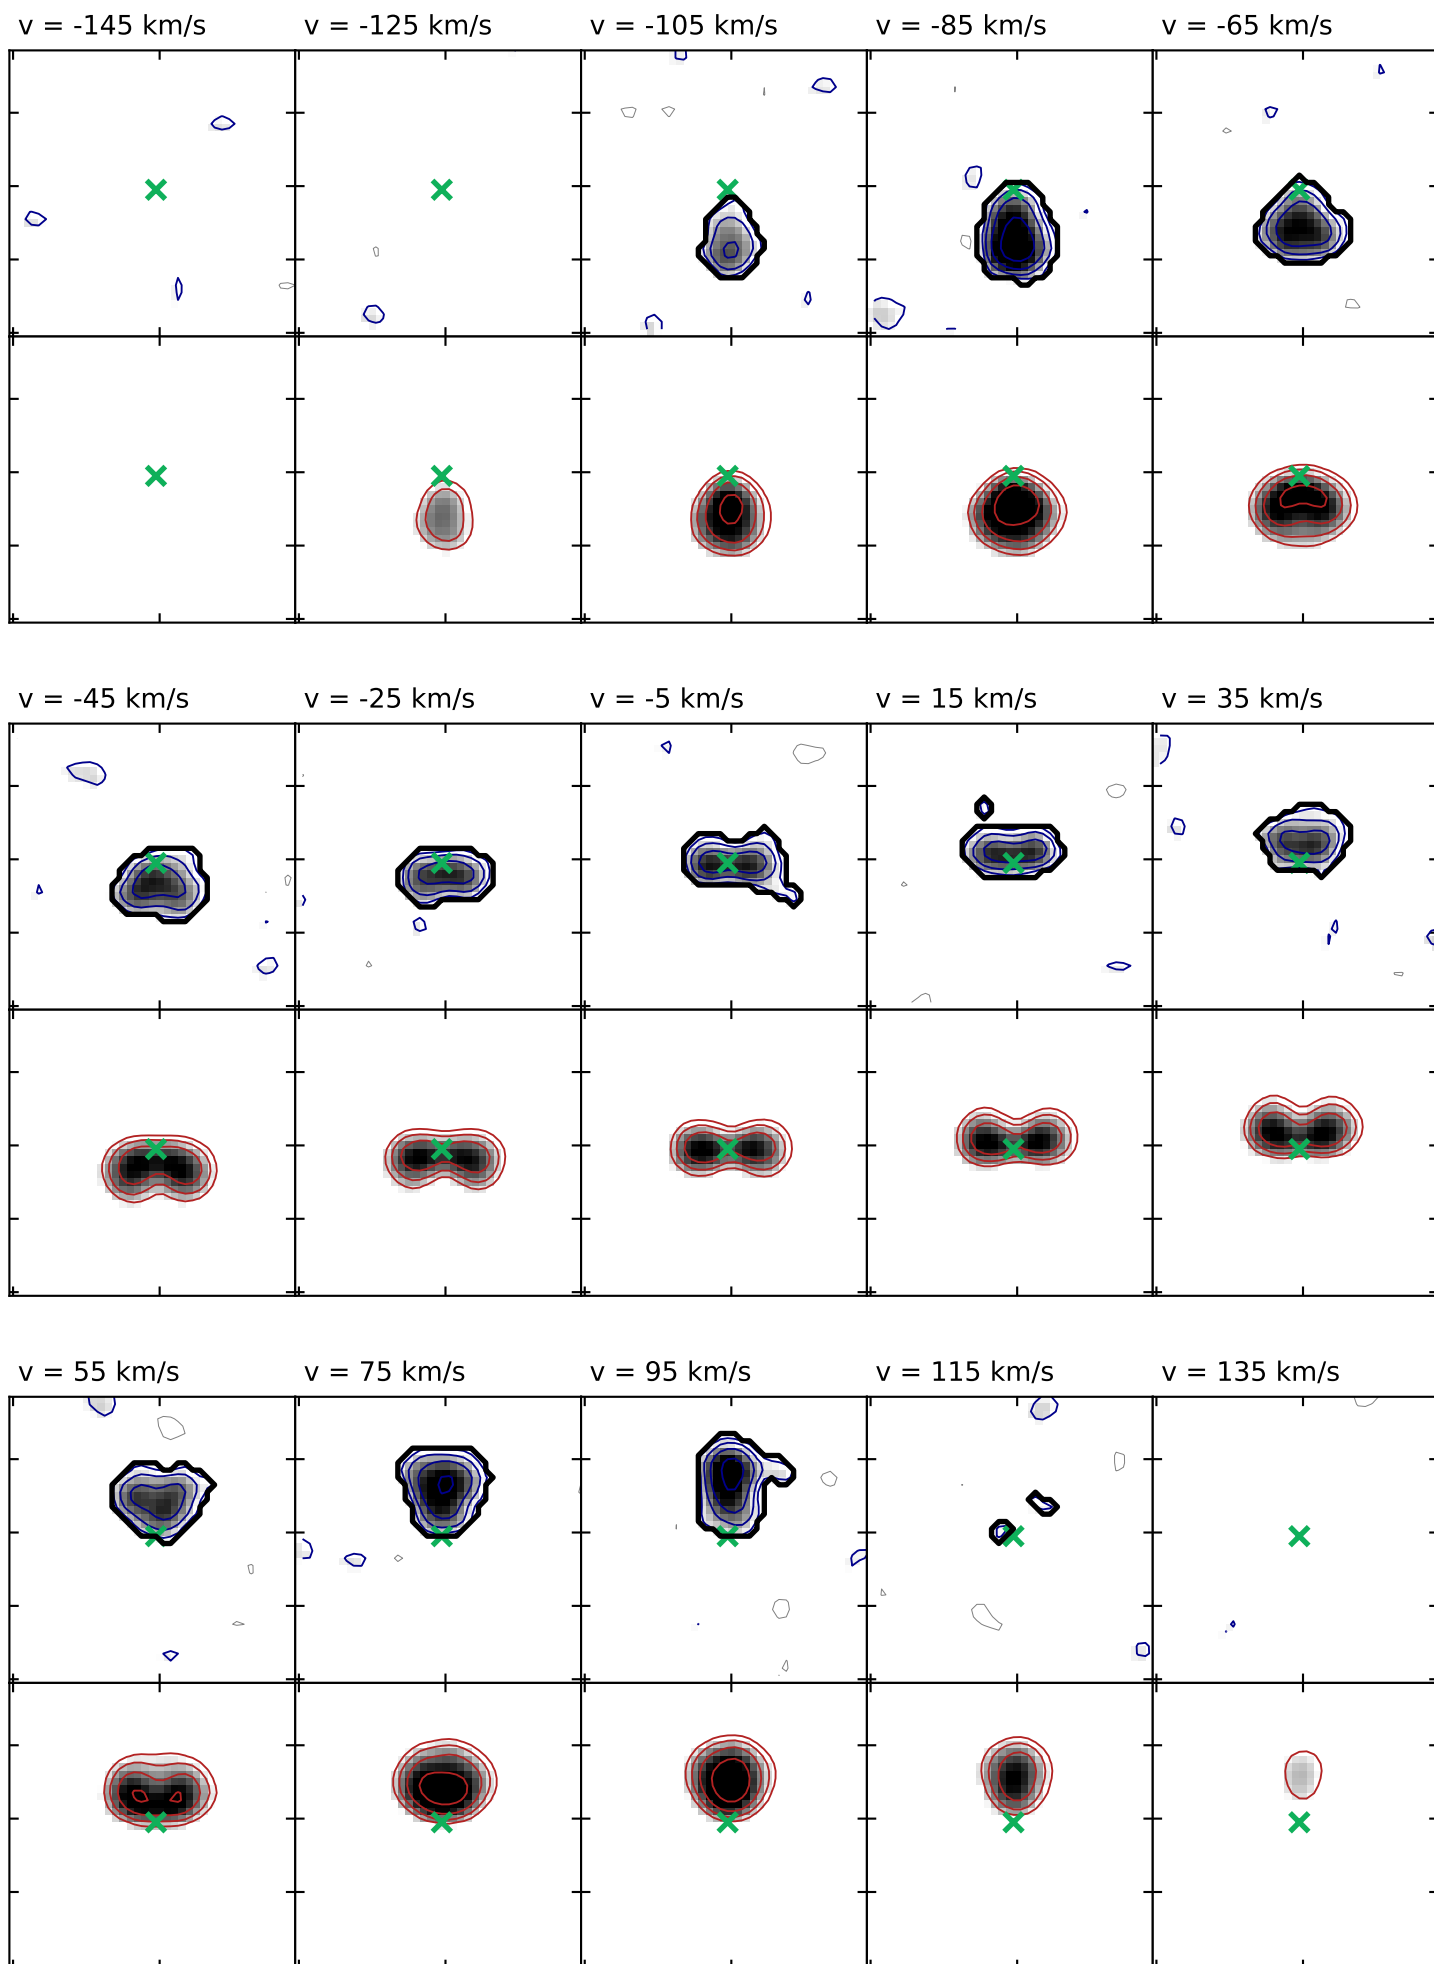 v = -145 km/s
v = -125 km/s
v = -105 km/s
v = -85 km/s
v = -65 km/s
v = -45 km/s
v = -25 km/s
v = -5 km/s
v = 15 km/s
v = 35 km/s
v = 55 km/s
v = 75 km/s
v = 95 km/s
v = 115 km/s
v = 135 km/s